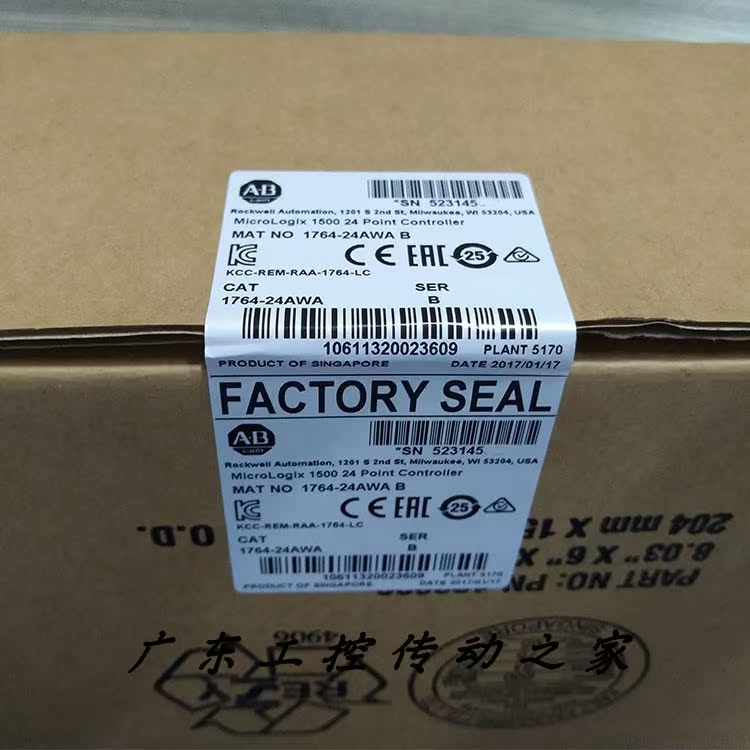 A-B
*SN 523145
Rockwell Automation, 1201 S 2nd St, Milwaukee, WI 53204, USA
MicroLogix 1500 24 Point Controller
MAT NO 1764-24AWA B
CE EAC 25
KCC-REM-RAA-1764-LC
CAT SER
1764-24AWA B
10611320023609 PLANT 5170
PRODUCT OF SINGAPORE DATE 2017/01/17
FACTORY SEAL
A-B
*SN 523145
Rockwell Automation, 1201 S 2nd St, Milwaukee, WI 53204, USA
MicroLogix 1500 24 Point Controller
MAT NO 1764-24AWA B
CE EAC 25
KCC-REM-RAA-1764-LC
CAT SER
1764-24AWA B
10611320023609 PLANT 5170
PRODUCT OF SINGAPORE DATE 2017/01/17
O.D.
204 mm X 15
8.03" X 6" X
PART NO: PN
4906
RESY
广东工控传动之家